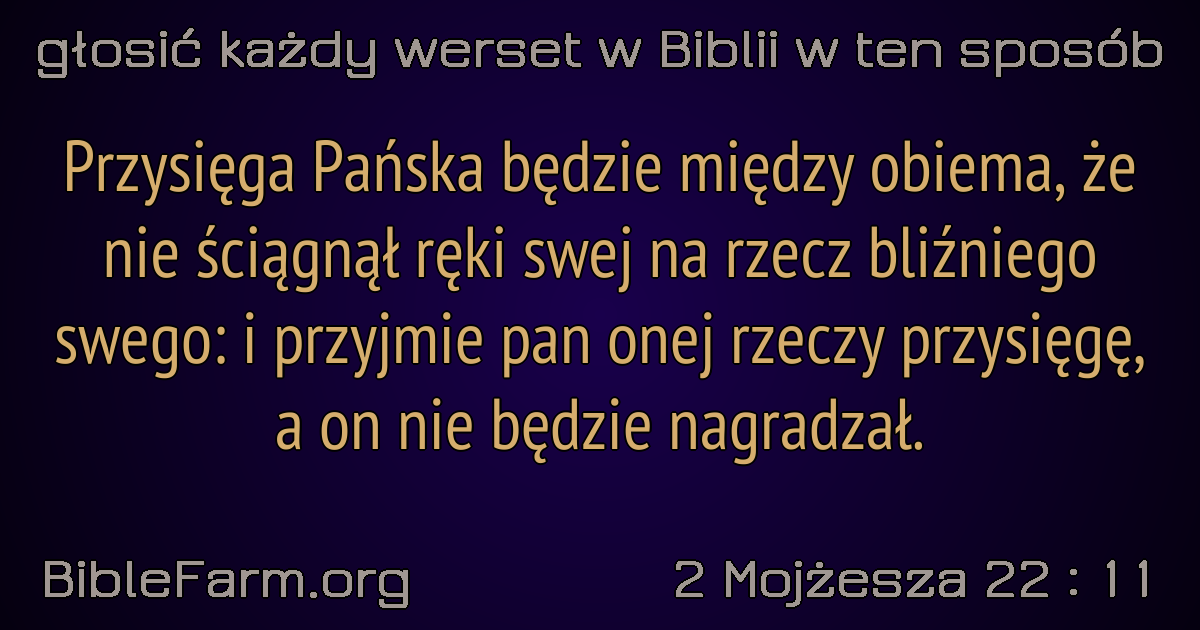 głosić każdy werset w Biblii w ten sposób
Przysięga Pańska będzie między obiema, że
nie ściągnął ręki swej na rzecz bliźniego
swego: i przyjmie pan onej rzeczy przysięgę,
a on nie będzie nagradzał.
BibleFarm.org
2 Mojżesza 22 : 11